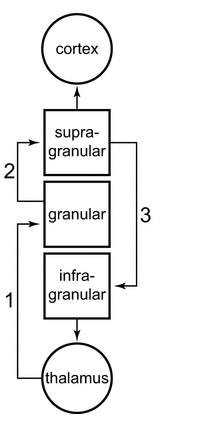 cortex
supra-
granular
2
granular
3
infra-
granular
1
thalamus